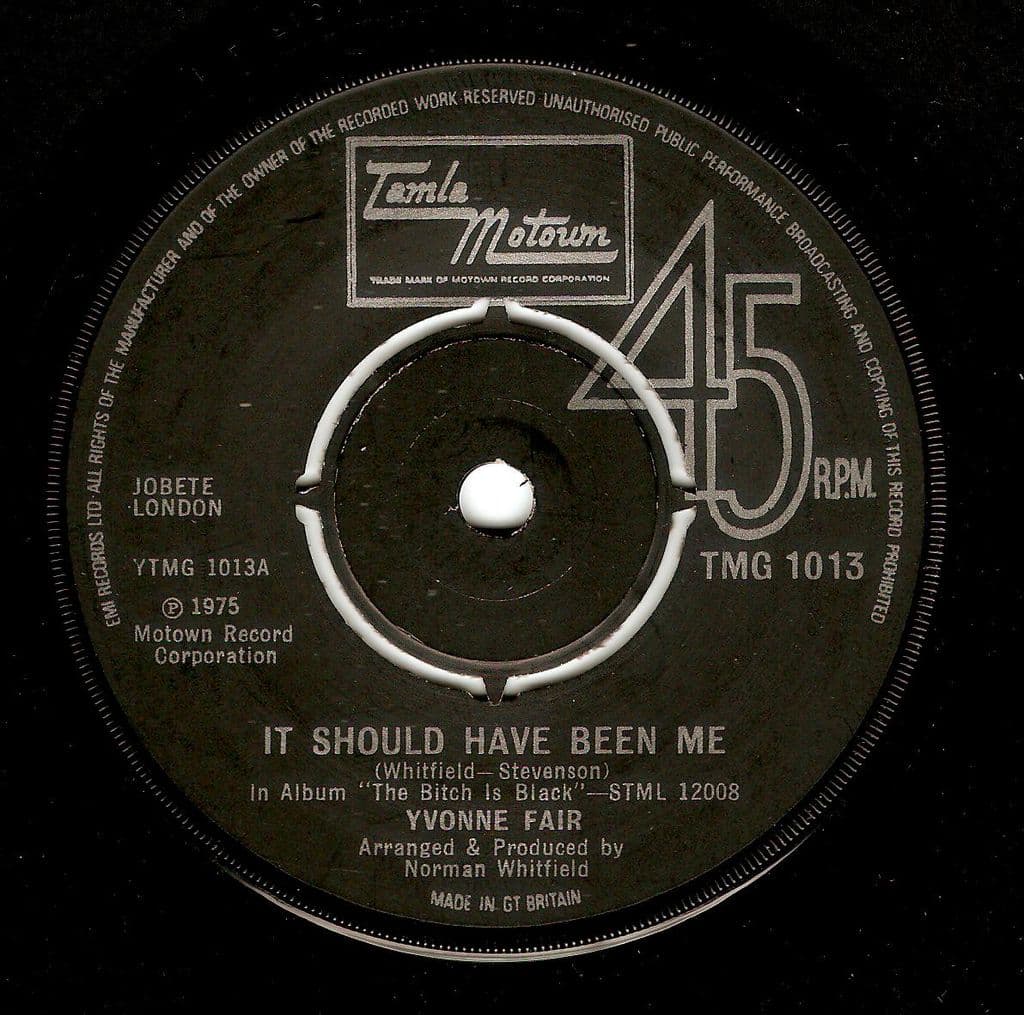 EMI RECORDS LTD ALL RIGHTS OF THE MANUFACTURER AND OF THE OWNER OF THE RECORDED WORK RESERVED UNAUTHORISED PUBLIC PERFORMANCE BROADCASTING AND COPYING OF THIS RECORD PROHIBITED
Tamla
Motown
TRADE MARK OF MOTOWN RECORD CORPORATION
45
R.P.M.
JOBETE
LONDON
TMG 1013
YTMG 1013A
℗ 1975
Motown Record
Corporation
IT SHOULD HAVE BEEN ME
(Whitfield—Stevenson)
In Album "The Bitch Is Black"—STML 12008
YVONNE FAIR
Arranged & Produced by
Norman Whitfield
MADE IN GT BRITAIN